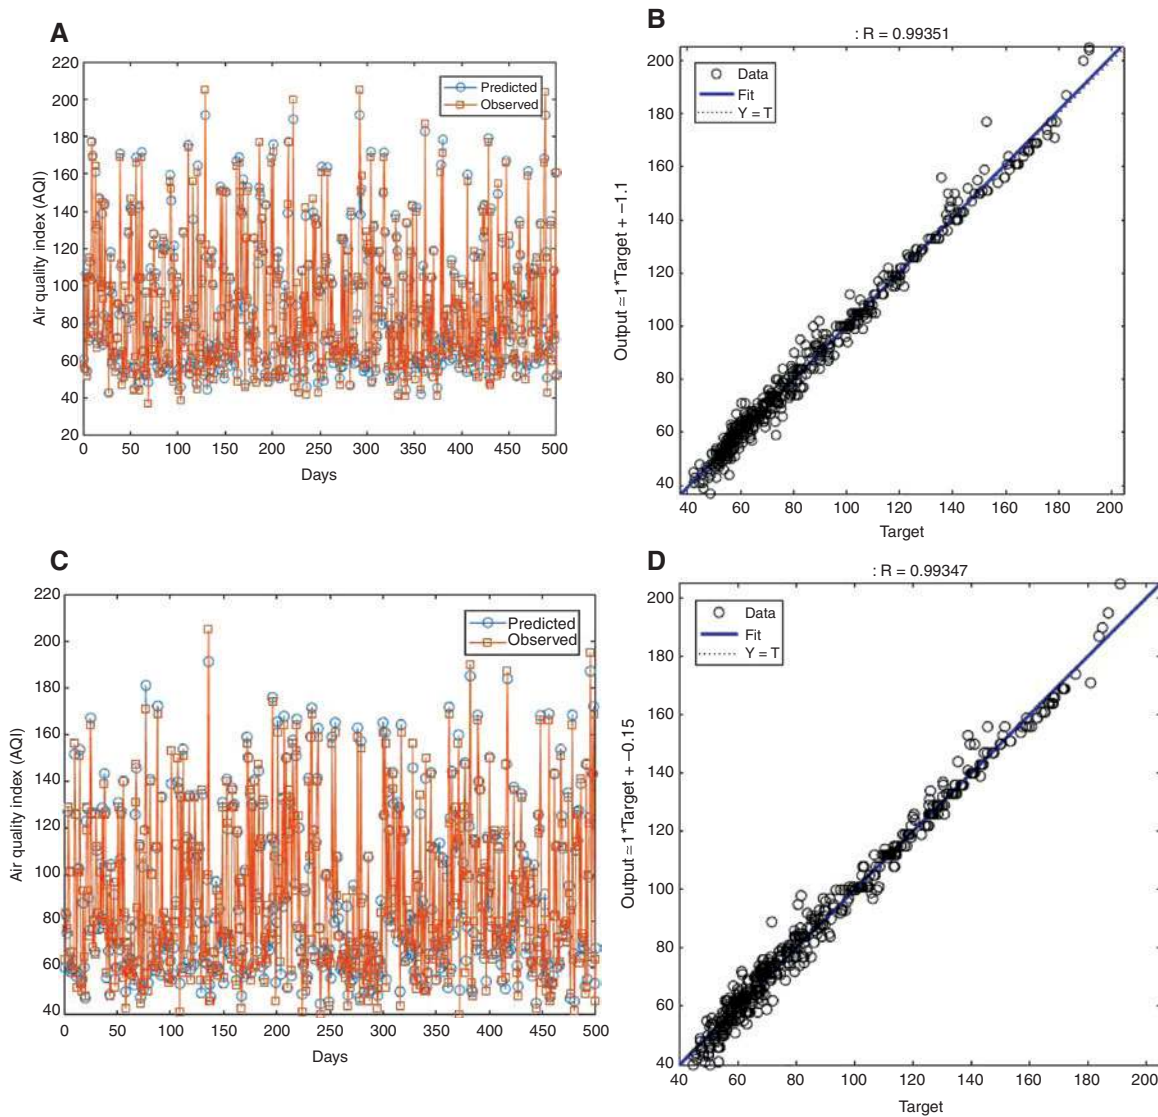 A
220
200
180
160
140
120
100
80
60
40
20
Air quality index (AQI)
Predicted
Observed
0 50 100 150 200 250 300 350 400 450 500
Days
B
: R = 0.99351
200
180
160
140
120
100
80
60
40
Output ≃1*Target + −1.1
Data
Fit
Y = T
40 60 80 100 120 140 160 180 200
Target
C
220
200
180
160
140
120
100
80
60
40
Air quality index (AQI)
Predicted
Observed
0 50 100 150 200 250 300 350 400 450 500
Days
D
: R = 0.99347
200
180
160
140
120
100
80
60
40
Output ≃1*Target + −0.15
Data
Fit
Y = T
40 60 80 100 120 140 160 180 200
Target